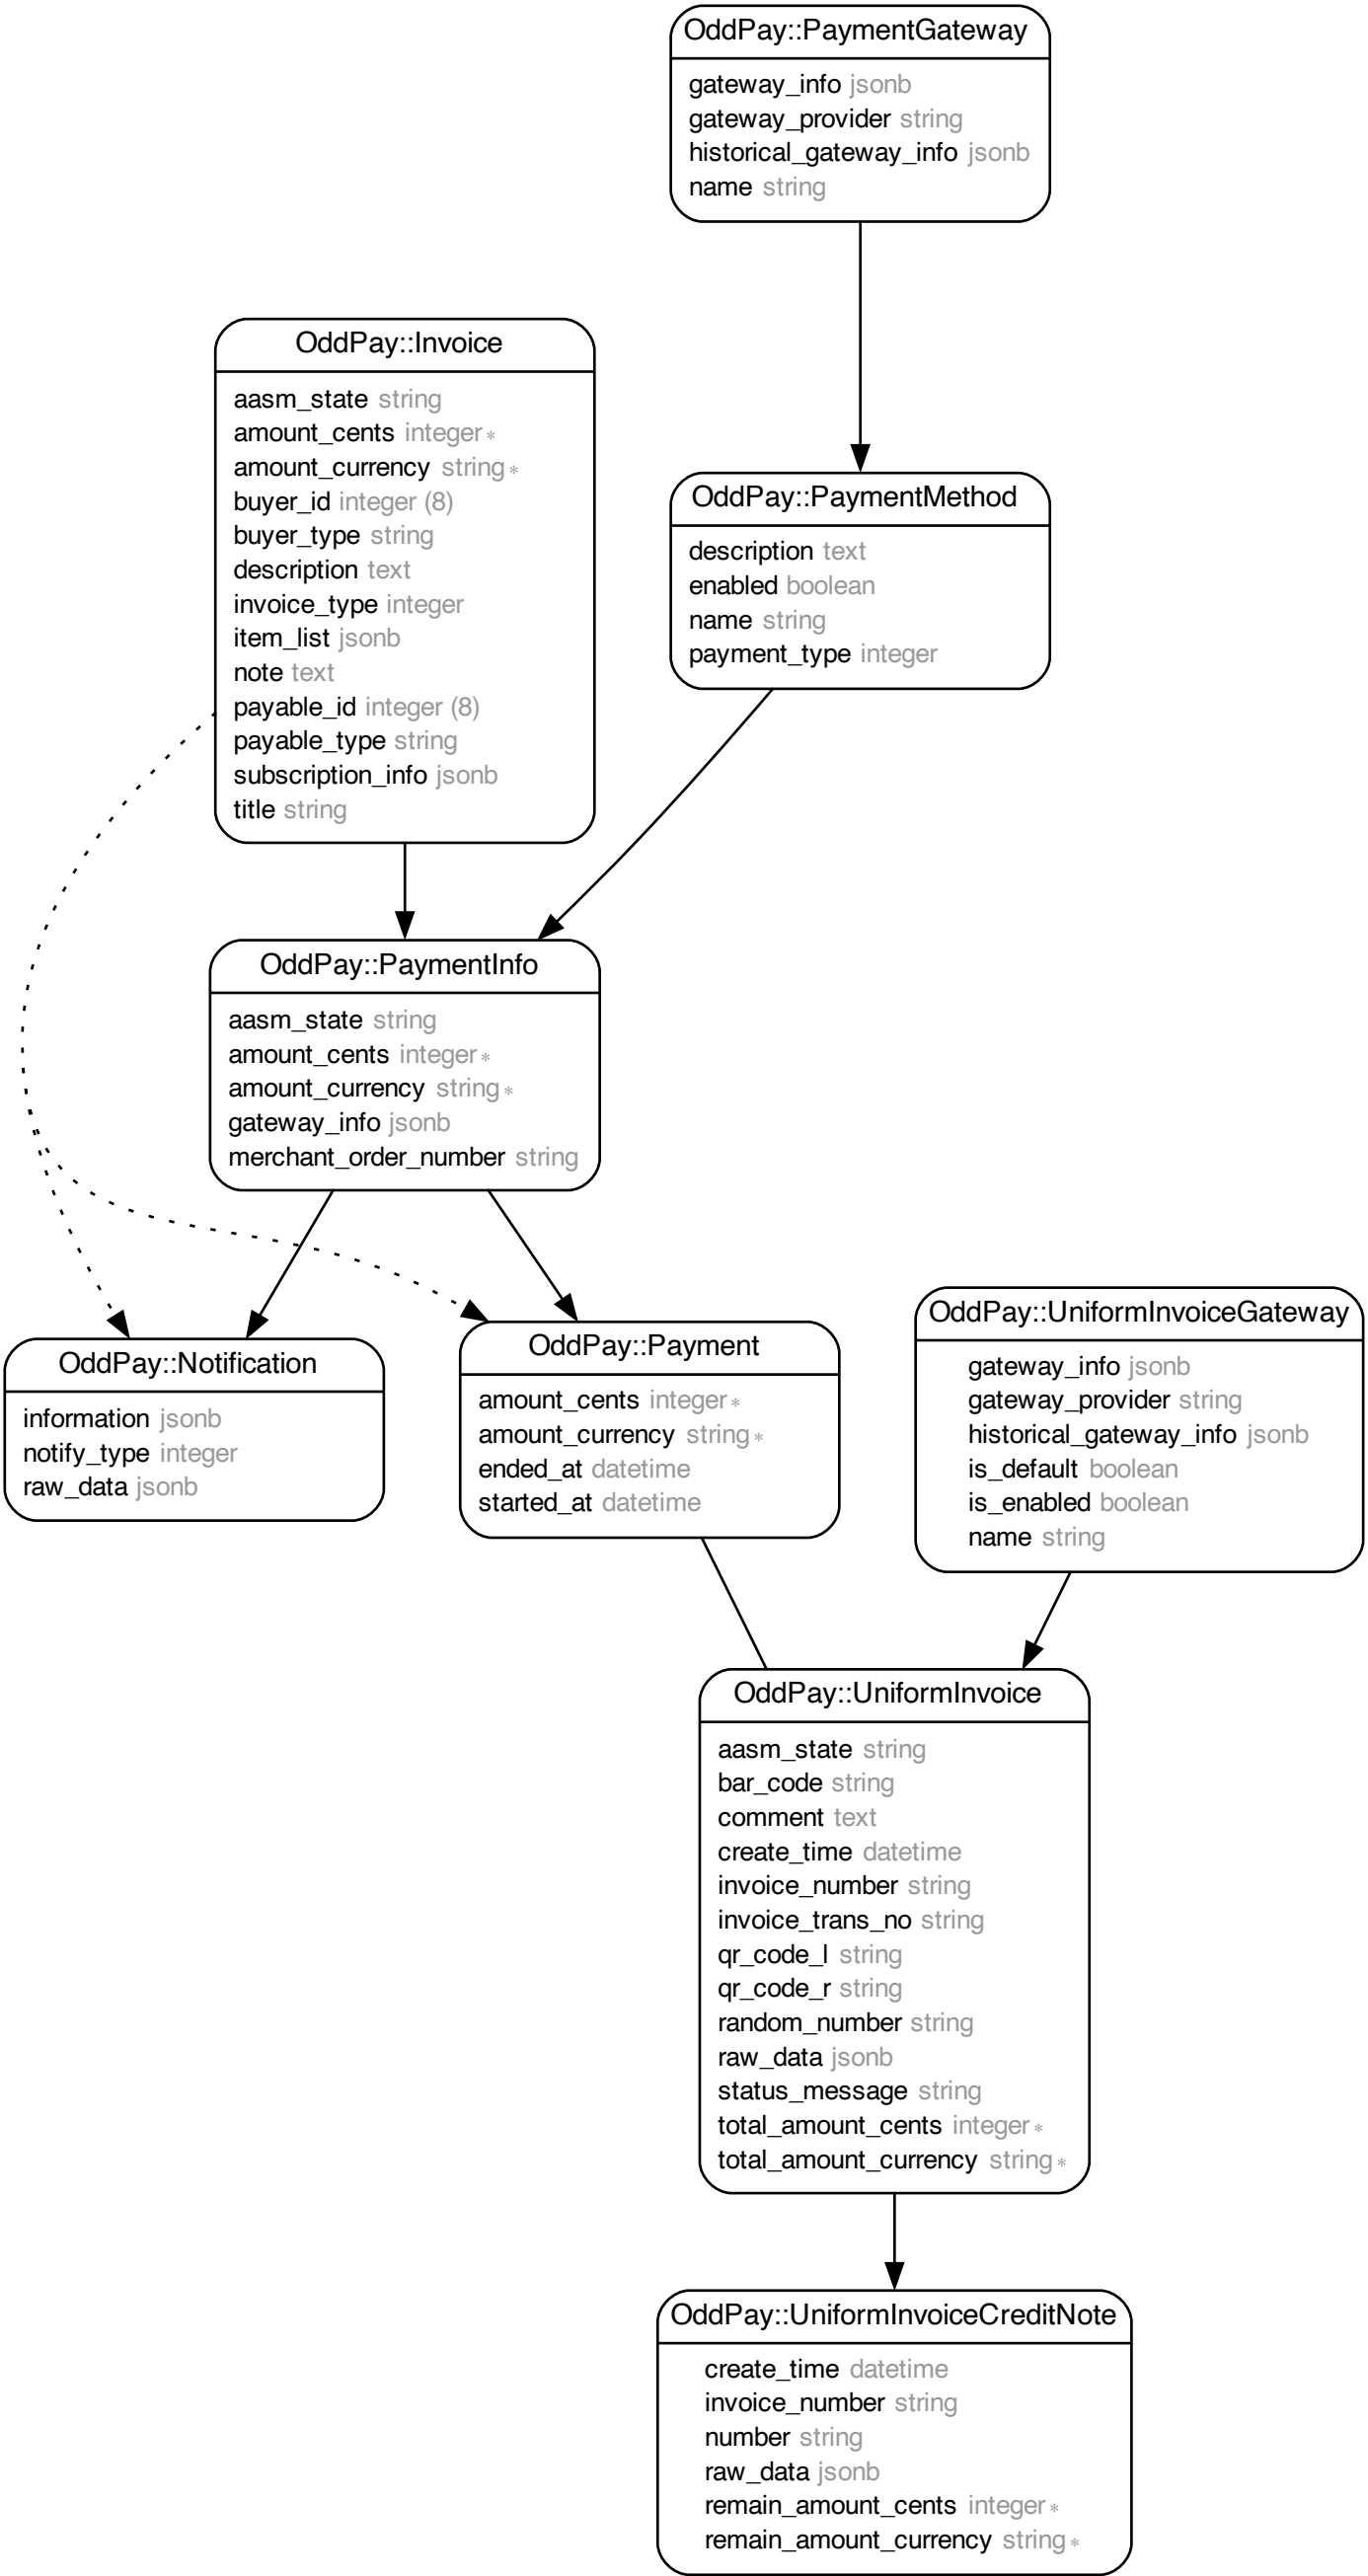 OddPay::PaymentGateway
gateway_info jsonb
gateway_provider string
historical_gateway_info jsonb
name string
OddPay::Invoice
aasm_state string
amount_cents integer *
amount_currency string *
buyer_id integer (8)
buyer_type string
description text
invoice_type integer
item_list jsonb
note text
payable_id integer (8)
payable_type string
subscription_info jsonb
title string
OddPay::PaymentMethod
description text
enabled boolean
name string
payment_type integer
OddPay::PaymentInfo
aasm_state string
amount_cents integer *
amount_currency string *
gateway_info jsonb
merchant_order_number string
OddPay::Notification
information jsonb
notify_type integer
raw_data jsonb
OddPay::Payment
amount_cents integer *
amount_currency string *
ended_at datetime
started_at datetime
OddPay::UniformInvoiceGateway
gateway_info jsonb
gateway_provider string
historical_gateway_info jsonb
is_default boolean
is_enabled boolean
name string
OddPay::UniformInvoice
aasm_state string
bar_code string
comment text
create_time datetime
invoice_number string
invoice_trans_no string
qr_code_l string
qr_code_r string
random_number string
raw_data jsonb
status_message string
total_amount_cents integer *
total_amount_currency string *
OddPay::UniformInvoiceCreditNote
create_time datetime
invoice_number string
number string
raw_data jsonb
remain_amount_cents integer *
remain_amount_currency string *